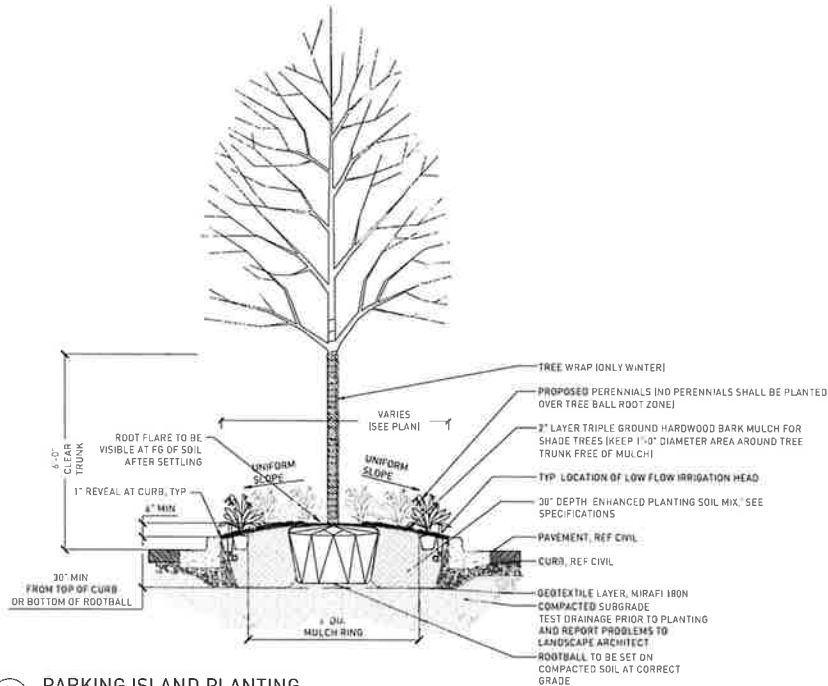 TREE WRAP (ONLY WINTER)
PROPOSED PERENNIALS (NO PERENNIALS SHALL BE PLANTED
OVER TREE BALL ROOT ZONE)
VARIES
(SEE PLAN)
2" LAYER TRIPLE GROUND HARDWOOD BARK MULCH FOR
SHADE TREES (KEEP 1'-0" DIAMETER AREA AROUND TREE
TRUNK FREE OF MULCH)
6'-0"
CLEAR
TRUNK
ROOT FLARE TO BE
VISIBLE AT FG OF SOIL
AFTER SETTLING
UNIFORM
SLOPE
UNIFORM
SLOPE
TYP LOCATION OF LOW FLOW IRRIGATION HEAD
1" REVEAL AT CURB, TYP
30" DEPTH ENHANCED PLANTING SOIL MIX, SEE
SPECIFICATIONS
MIN
PAVEMENT, REF CIVIL
CURB, REF CIVIL
30" MIN
FROM TOP OF CURB
OR BOTTOM OF ROOTBALL
GEOTEXTILE LAYER, MIRAFI 180N
COMPACTED SUBGRADE
TEST DRAINAGE PRIOR TO PLANTING
AND REPORT PROBLEMS TO
LANDSCAPE ARCHITECT
DIA.
MULCH RING
ROOTBALL TO BE SET ON
COMPACTED SOIL AT CORRECT
GRADE
PARKING ISLAND PLANTING